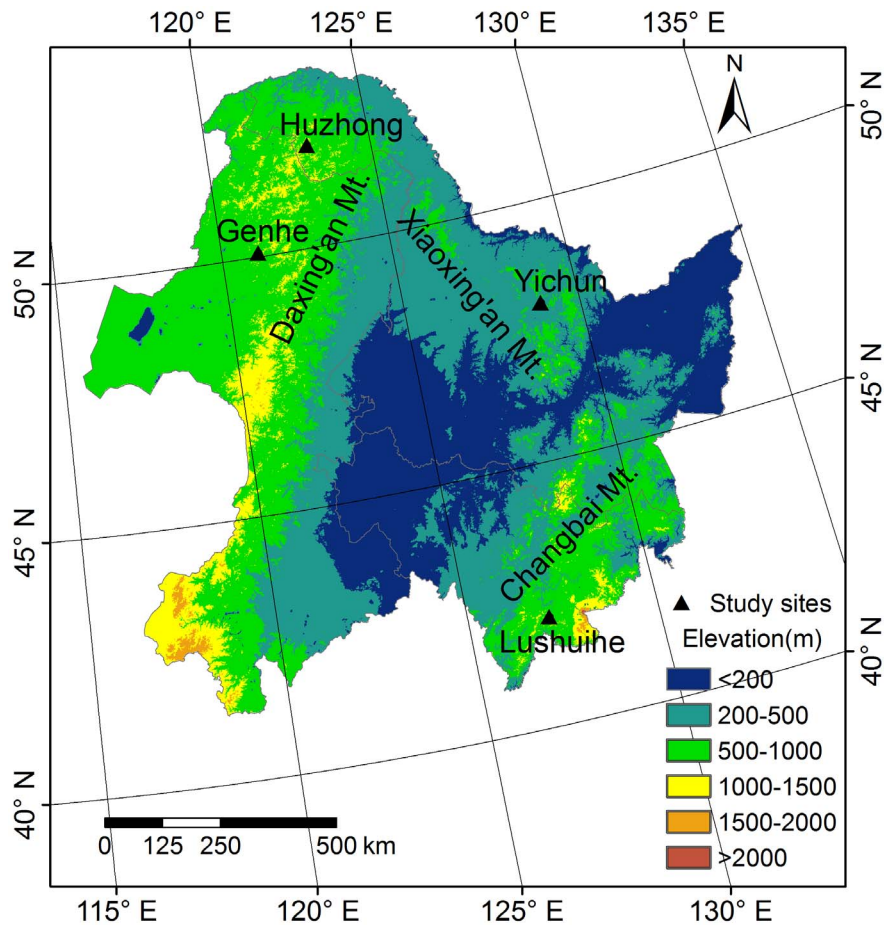 120° E
125° E
130° E
135° E
N
50° N
Huzhong
Genhe
Daxing'an Mt.
Xiaoxing'an Mt.
Yichun
50° N
45° N
45° N
Changbai Mt.
Lushuihe
Study sites
Elevation(m)
<200
200-500
500-1000
1000-1500
1500-2000
>2000
40° N
40° N
0 125 250 500 km
115° E
120° E
125° E
130° E